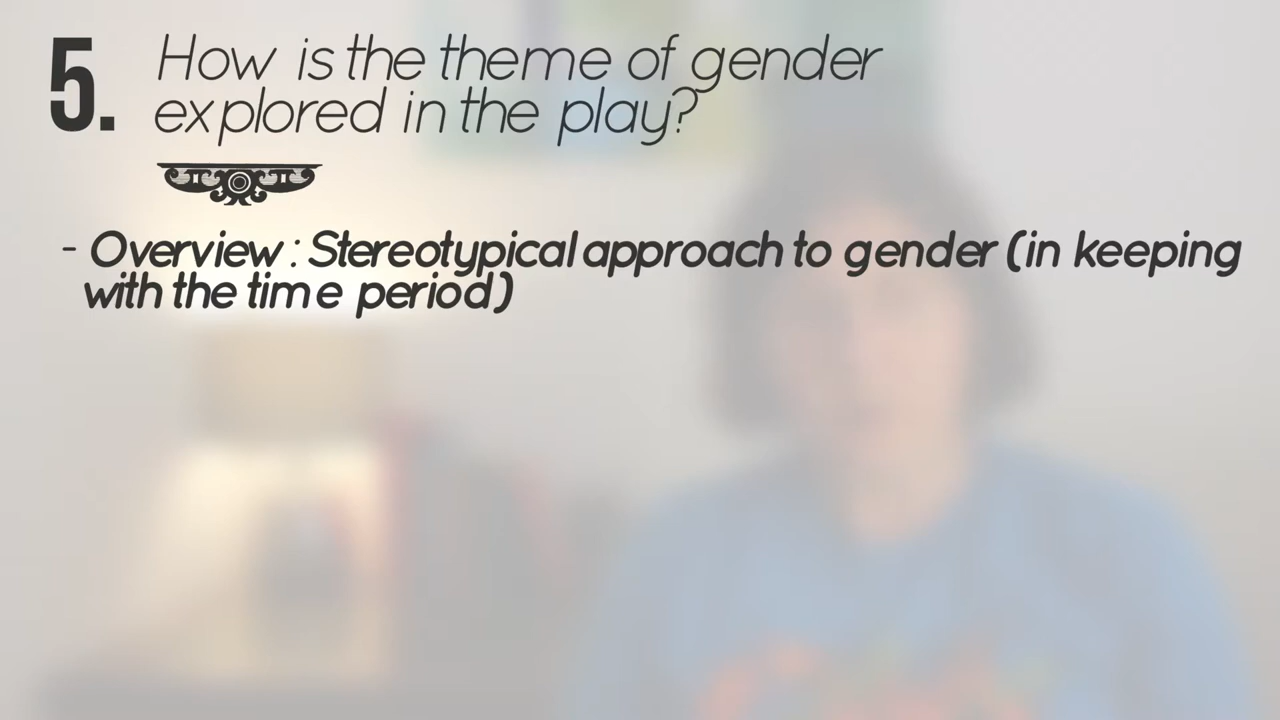 5. How is the theme of gender
explored in the play?
- Overview : Stereotypical approach to gender (in keeping
with the time period)